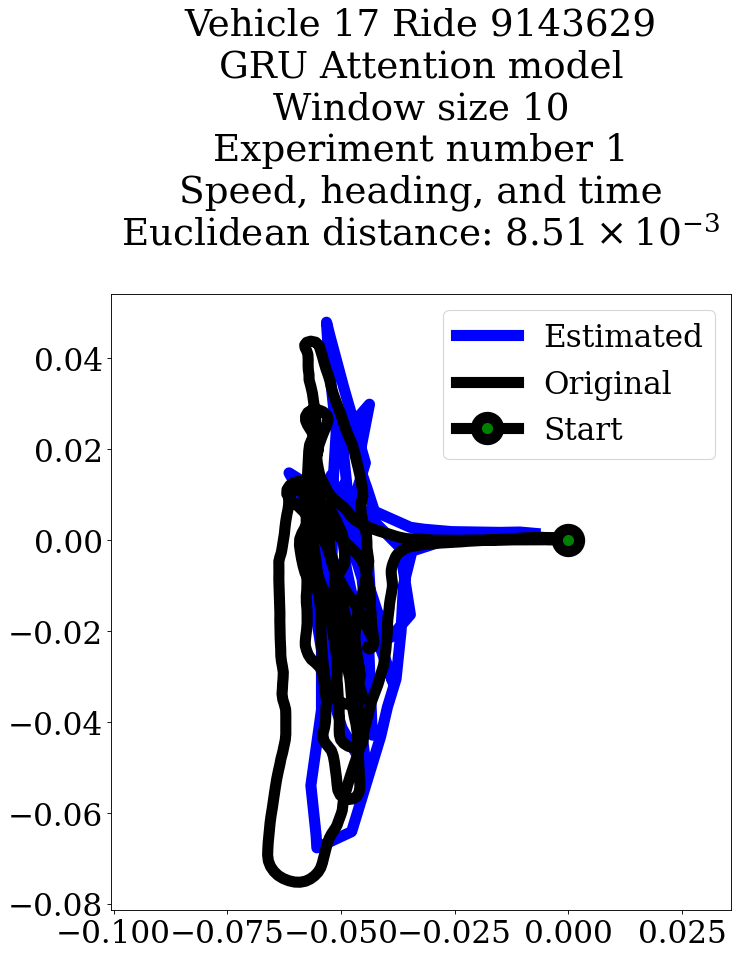 Vehicle 17 Ride 9143629
GRU Attention model
Window size 10
Experiment number 1
Speed, heading, and time
Euclidean distance: 8.51 × 10⁻³
Estimated
Original
Start
0.04
0.02
0.00
−0.02
−0.04
−0.06
−0.08
−0.100 −0.075 −0.050 −0.025 0.000 0.025